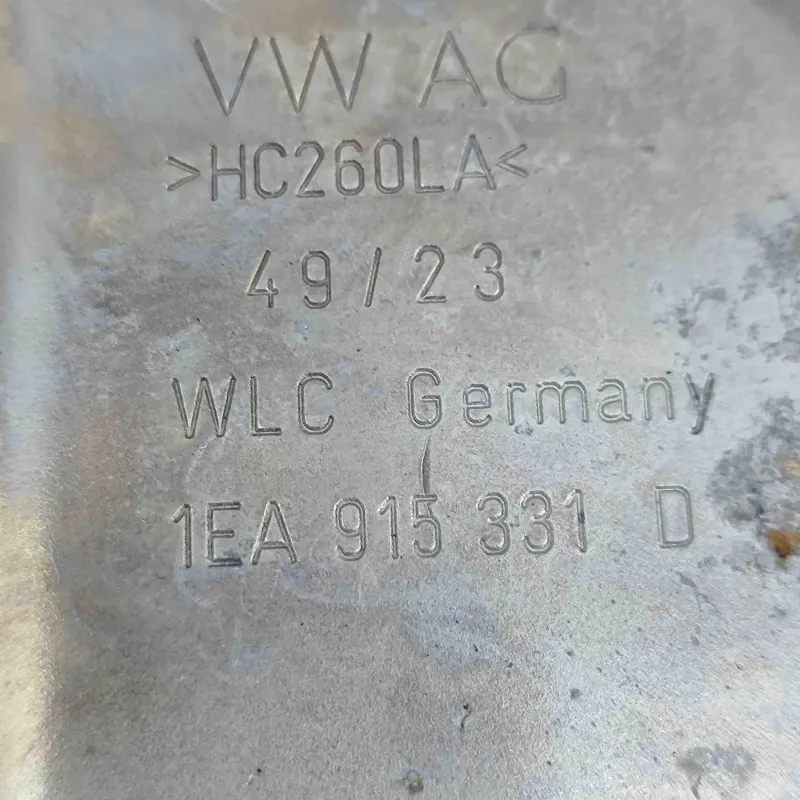 VW AG
>HC260LA<
49/23
WLC Germany
1EA 915 331 D